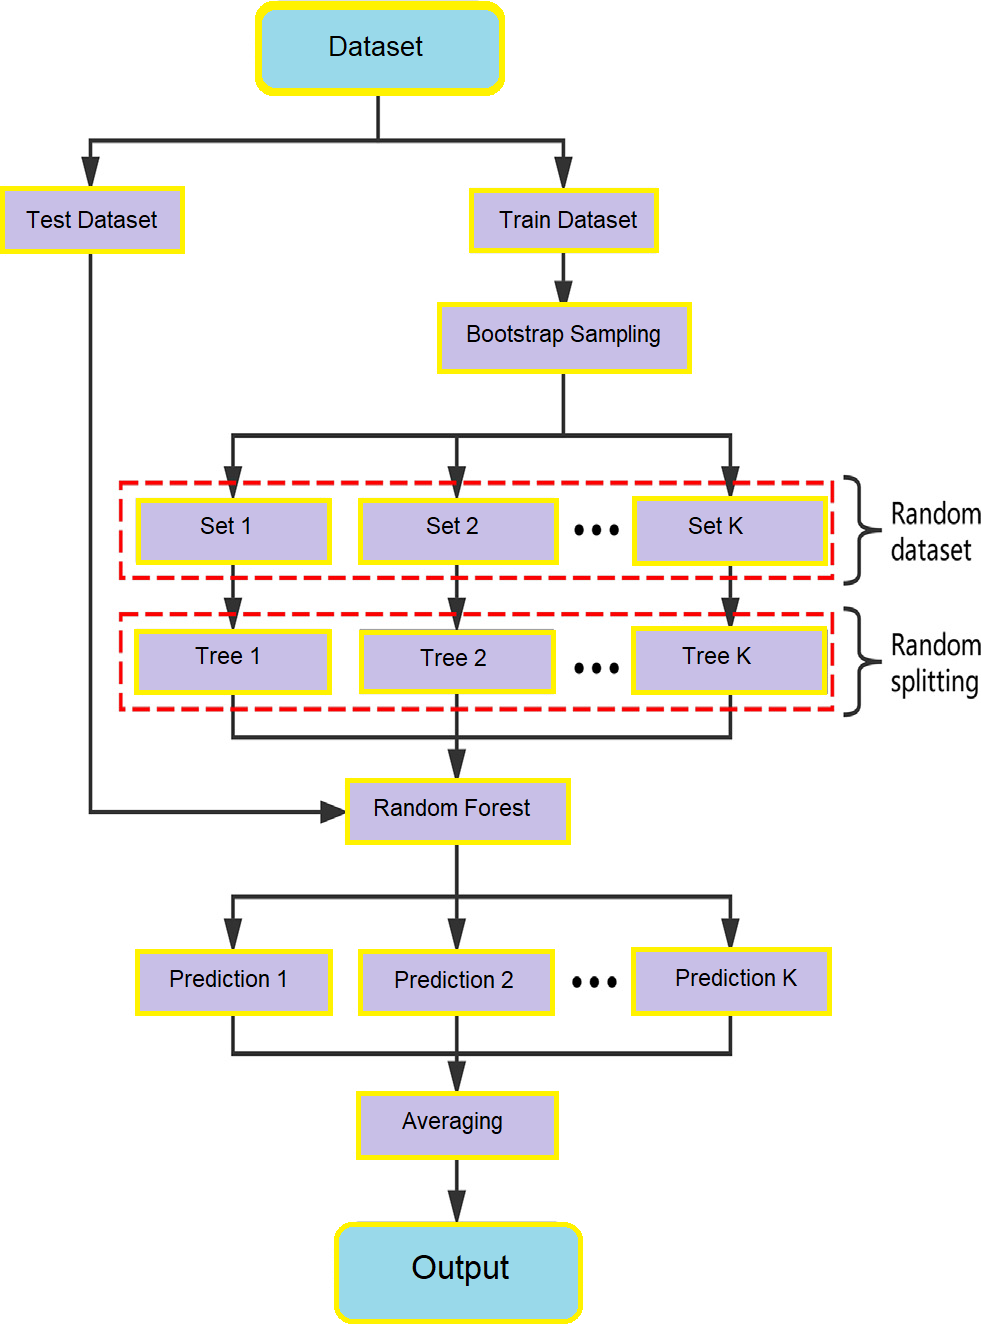 Dataset
Test Dataset
Train Dataset
Bootstrap Sampling
Set 1
Set 2
Set K
Random
dataset
Tree 1
Tree 2
Tree K
Random
splitting
Random Forest
Prediction 1
Prediction 2
Prediction K
Averaging
Output